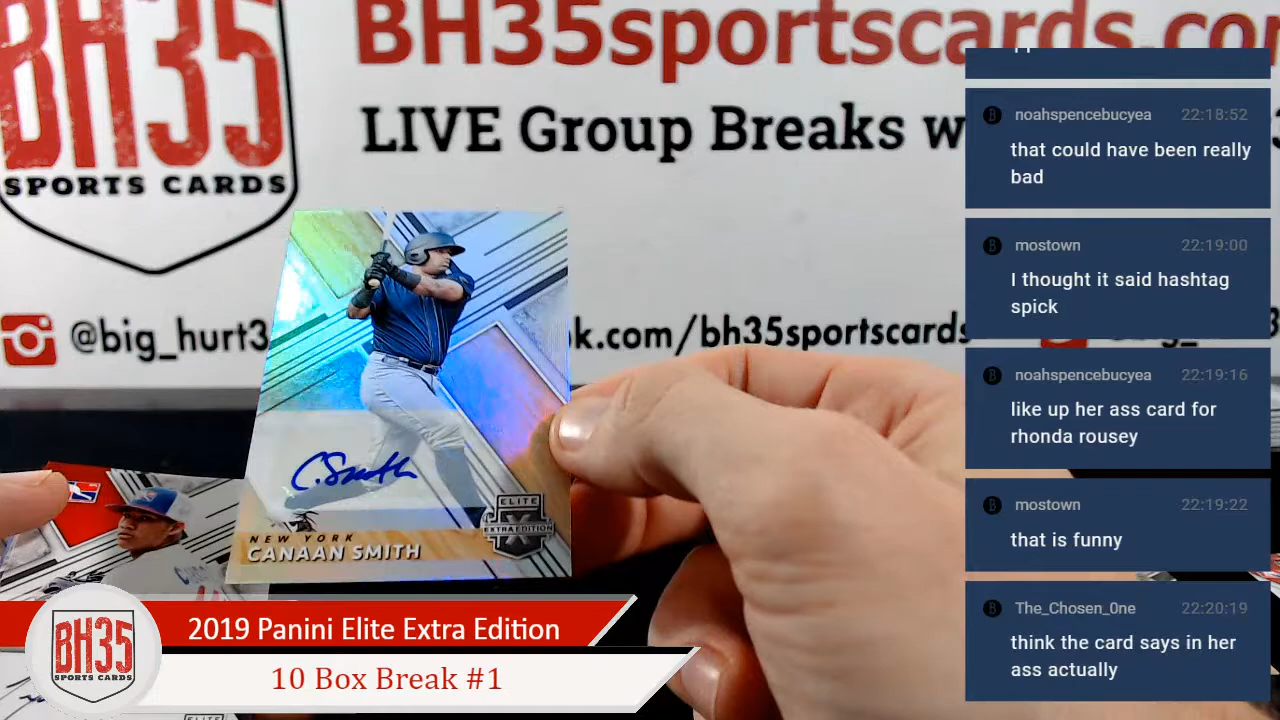 BH35
SPORTS CARDS
BH35sportscards.co
LIVE Group Breaks w
@big_hurt3
k.com/bh35sportscards
C.Smith
NEW YORK
CANAAN SMITH
ELITE
X
EXTRA EDITION
noahspencebucyea 22:18:52
that could have been really
bad
mostown 22:19:00
I thought it said hashtag
spick
noahspencebucyea 22:19:16
like up her ass card for
rhonda rousey
mostown 22:19:22
that is funny
The_Chosen_0ne 22:20:19
think the card says in her
ass actually
BH35
SPORTS CARDS
2019 Panini Elite Extra Edition
10 Box Break #1
ELITE